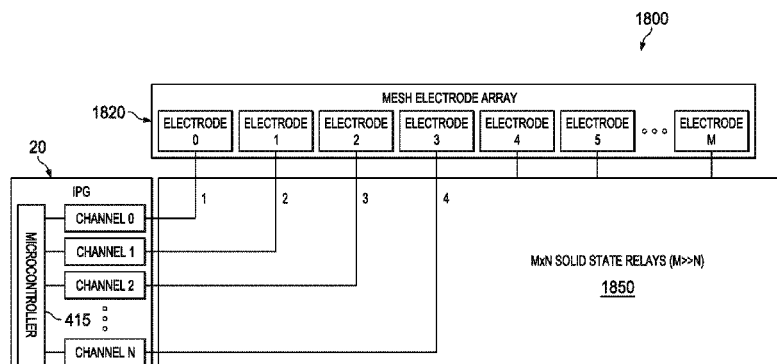 1800
MESH ELECTRODE ARRAY
1820
ELECTRODE 0
ELECTRODE 1
ELECTRODE 2
ELECTRODE 3
ELECTRODE 4
ELECTRODE 5
ELECTRODE M
20
IPG
1
2
3
4
MICROCONTROLLER
CHANNEL 0
CHANNEL 1
CHANNEL 2
415
CHANNEL N
MxN SOLID STATE RELAYS (M>>N)
1850